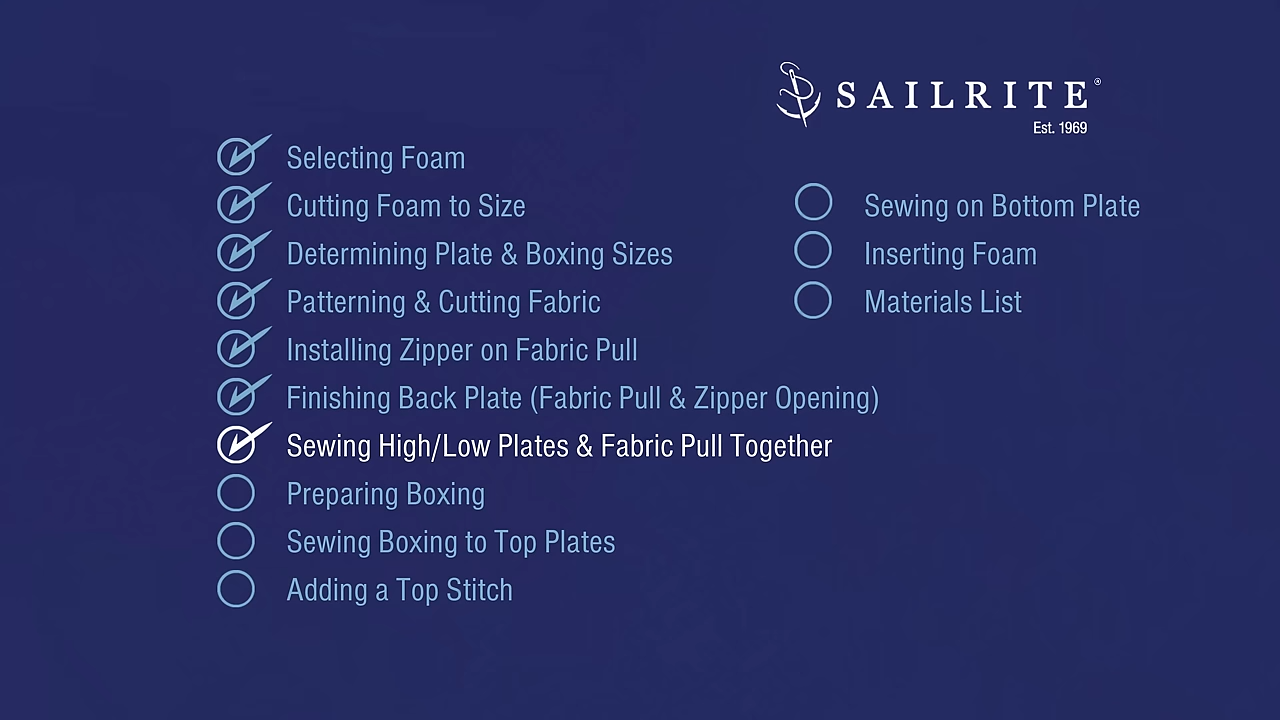 SAILRITE®
Est. 1969
Selecting Foam
Cutting Foam to Size
Determining Plate & Boxing Sizes
Patterning & Cutting Fabric
Installing Zipper on Fabric Pull
Finishing Back Plate (Fabric Pull & Zipper Opening)
Sewing High/Low Plates & Fabric Pull Together
Preparing Boxing
Sewing Boxing to Top Plates
Adding a Top Stitch
Sewing on Bottom Plate
Inserting Foam
Materials List